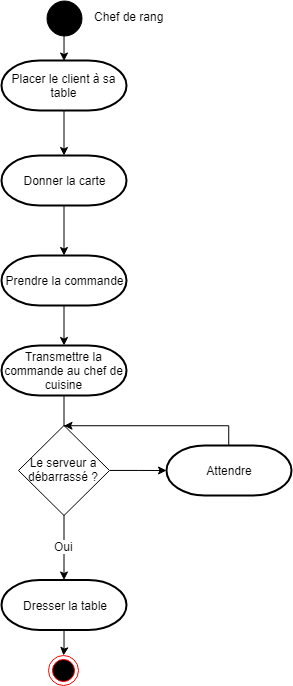 Chef de rang
Placer le client à sa
table
Donner la carte
Prendre la commande
Transmettre la
commande au chef de
cuisine
Le serveur a
débarrassé ?
Attendre
Oui
Dresser la table